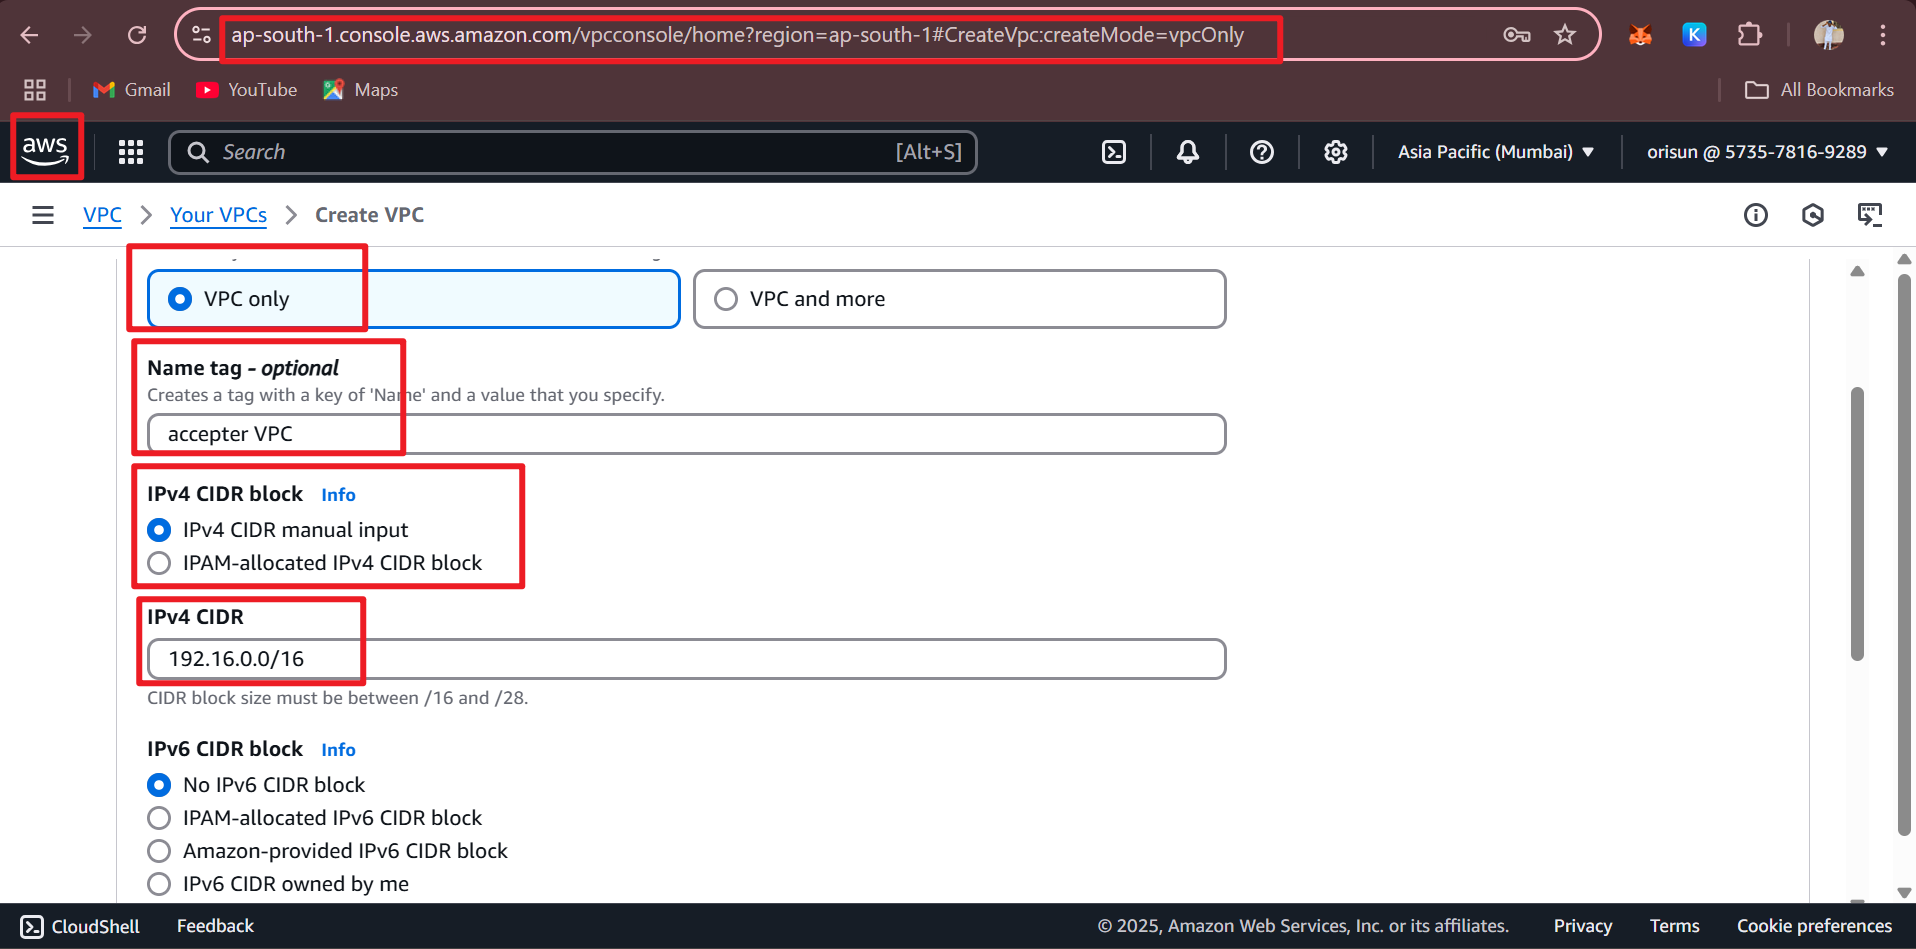 ap-south-1.console.aws.amazon.com/vpcconsole/home?region=ap-south-1#CreateVpc:createMode=vpcOnly
K
Gmail
YouTube
Maps
All Bookmarks
aws
Search
[Alt+S]
Asia Pacific (Mumbai)
orisun @ 5735-7816-9289
VPC
Your VPCs
Create VPC
VPC only
VPC and more
Name tag - optional
Creates a tag with a key of 'Name' and a value that you specify.
accepter VPC
IPv4 CIDR block Info
IPv4 CIDR manual input
IPAM-allocated IPv4 CIDR block
IPv4 CIDR
192.16.0.0/16
CIDR block size must be between /16 and /28.
IPv6 CIDR block Info
No IPv6 CIDR block
IPAM-allocated IPv6 CIDR block
Amazon-provided IPv6 CIDR block
IPv6 CIDR owned by me
CloudShell
Feedback
© 2025, Amazon Web Services, Inc. or its affiliates.
Privacy
Terms
Cookie preferences